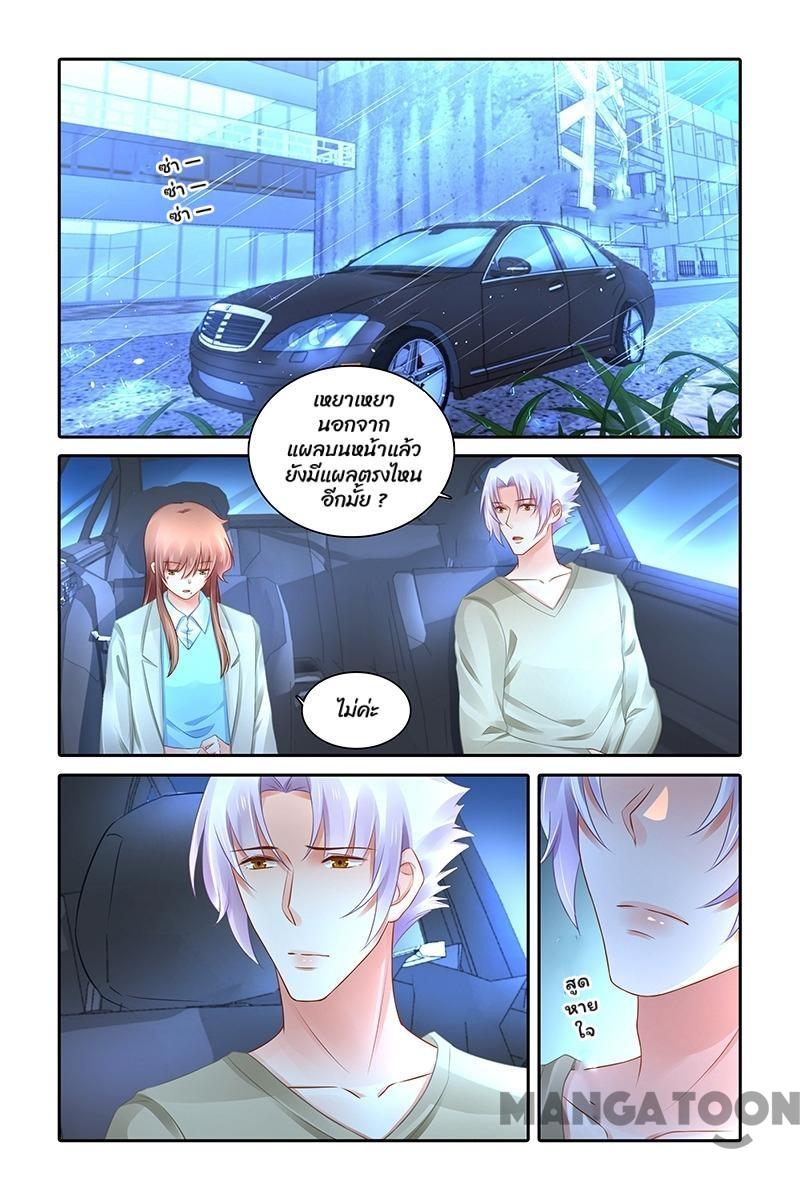 ซ่า —
ซ่า —
ซ่า —
เหยาเหยา
นอกจาก
แผลบนหน้าแล้ว
ยังมีแผลตรงไหน
อีกมั้ย ?
ไม่ค่ะ
สูด
หาย
ใจ
MANGATOON